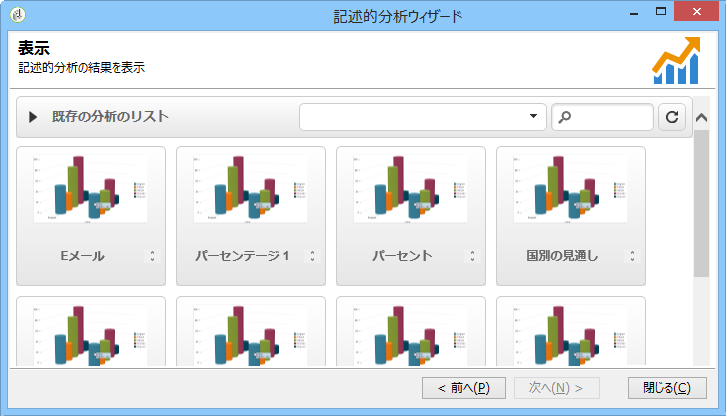 記述的分析ウィザード
表示
記述的分析の結果を表示
既存の分析のリスト
Eメール
パーセンテージ 1
パーセント
国別の見通し
< 前へ(P)
次へ(N) >
閉じる(C)